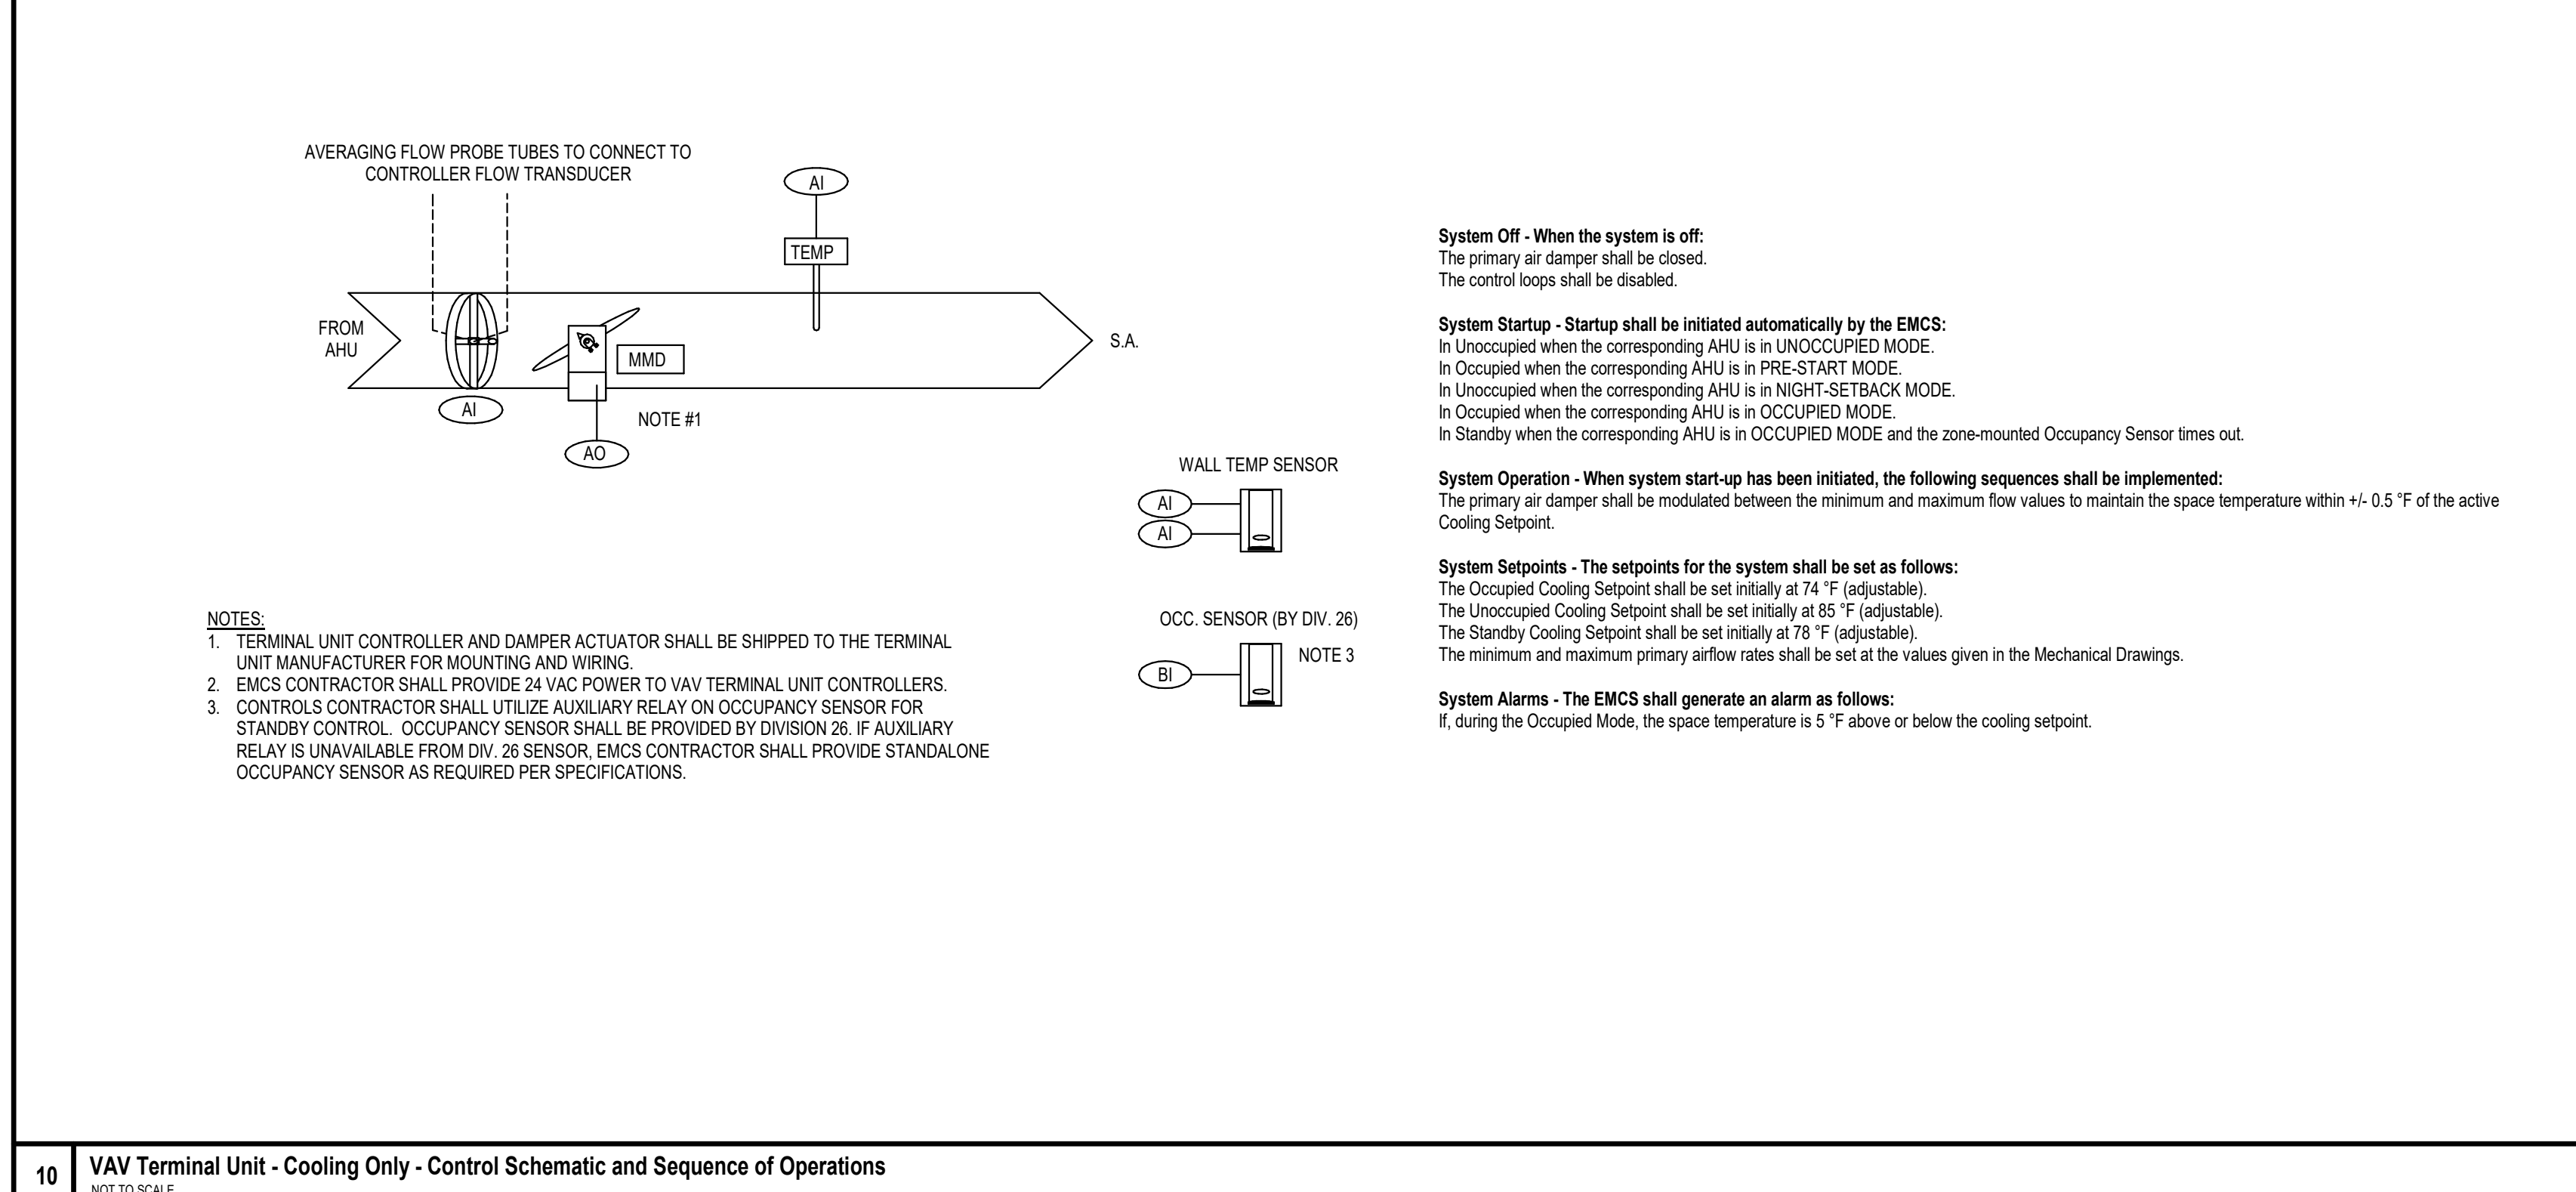 AVERAGING FLOW PROBE TUBES TO CONNECT TO
CONTROLLER FLOW TRANSDUCER
AI
TEMP
FROM
AHU
MMD
S.A.
AI
NOTE #1
AO
WALL TEMP SENSOR
AI
AI
OCC. SENSOR (BY DIV. 26)
NOTE 3
BI
NOTES:
1. TERMINAL UNIT CONTROLLER AND DAMPER ACTUATOR SHALL BE SHIPPED TO THE TERMINAL
UNIT MANUFACTURER FOR MOUNTING AND WIRING.
2. EMCS CONTRACTOR SHALL PROVIDE 24 VAC POWER TO VAV TERMINAL UNIT CONTROLLERS.
3. CONTROLS CONTRACTOR SHALL UTILIZE AUXILIARY RELAY ON OCCUPANCY SENSOR FOR
STANDBY CONTROL. OCCUPANCY SENSOR SHALL BE PROVIDED BY DIVISION 26. IF AUXILIARY
RELAY IS UNAVAILABLE FROM DIV. 26 SENSOR, EMCS CONTRACTOR SHALL PROVIDE STANDALONE
OCCUPANCY SENSOR AS REQUIRED PER SPECIFICATIONS.
System Off - When the system is off:
The primary air damper shall be closed.
The control loops shall be disabled.
System Startup - Startup shall be initiated automatically by the EMCS:
In Unoccupied when the corresponding AHU is in UNOCCUPIED MODE.
In Occupied when the corresponding AHU is in PRE-START MODE.
In Unoccupied when the corresponding AHU is in NIGHT-SETBACK MODE.
In Occupied when the corresponding AHU is in OCCUPIED MODE.
In Standby when the corresponding AHU is in OCCUPIED MODE and the zone-mounted Occupancy Sensor times out.
System Operation - When system start-up has been initiated, the following sequences shall be implemented:
The primary air damper shall be modulated between the minimum and maximum flow values to maintain the space temperature within +/- 0.5 °F of the active
Cooling Setpoint.
System Setpoints - The setpoints for the system shall be set as follows:
The Occupied Cooling Setpoint shall be set initially at 74 °F (adjustable).
The Unoccupied Cooling Setpoint shall be set initially at 85 °F (adjustable).
The Standby Cooling Setpoint shall be set initially at 78 °F (adjustable).
The minimum and maximum primary airflow rates shall be set at the values given in the Mechanical Drawings.
System Alarms - The EMCS shall generate an alarm as follows:
If, during the Occupied Mode, the space temperature is 5 °F above or below the cooling setpoint.
10
VAV Terminal Unit - Cooling Only - Control Schematic and Sequence of Operations
NOT TO SCALE